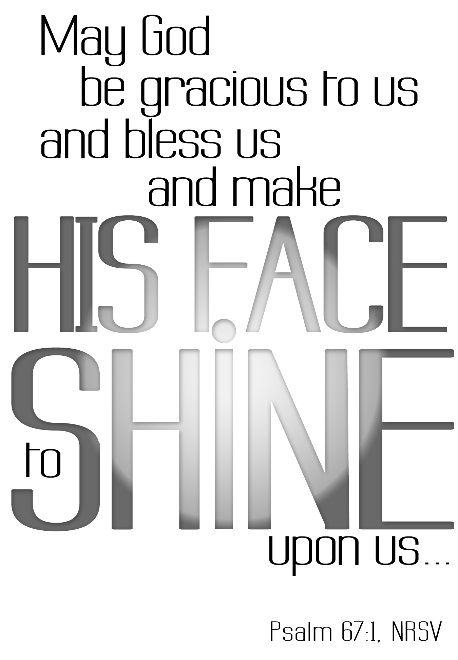 May God
be gracious to us
and bless us
and make
HIS FACE
to SHiNE
upon us...
Psalm 67:1, NRSV